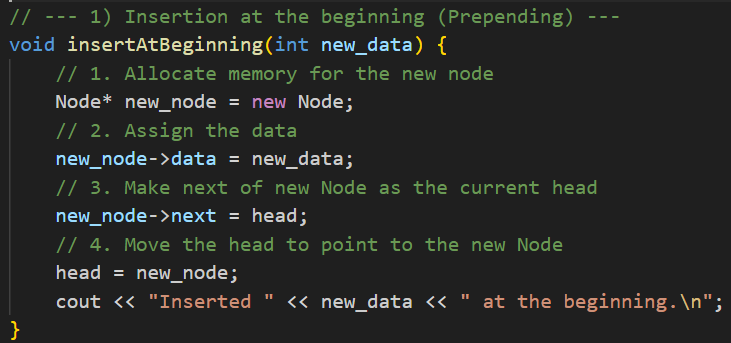 // --- 1) Insertion at the beginning (Prepending) ---
void insertAtBeginning(int new_data) {
    // 1. Allocate memory for the new node
    Node* new_node = new Node;
    // 2. Assign the data
    new_node->data = new_data;
    // 3. Make next of new Node as the current head
    new_node->next = head;
    // 4. Move the head to point to the new Node
    head = new_node;
    cout << "Inserted " << new_data << " at the beginning.\n";
}